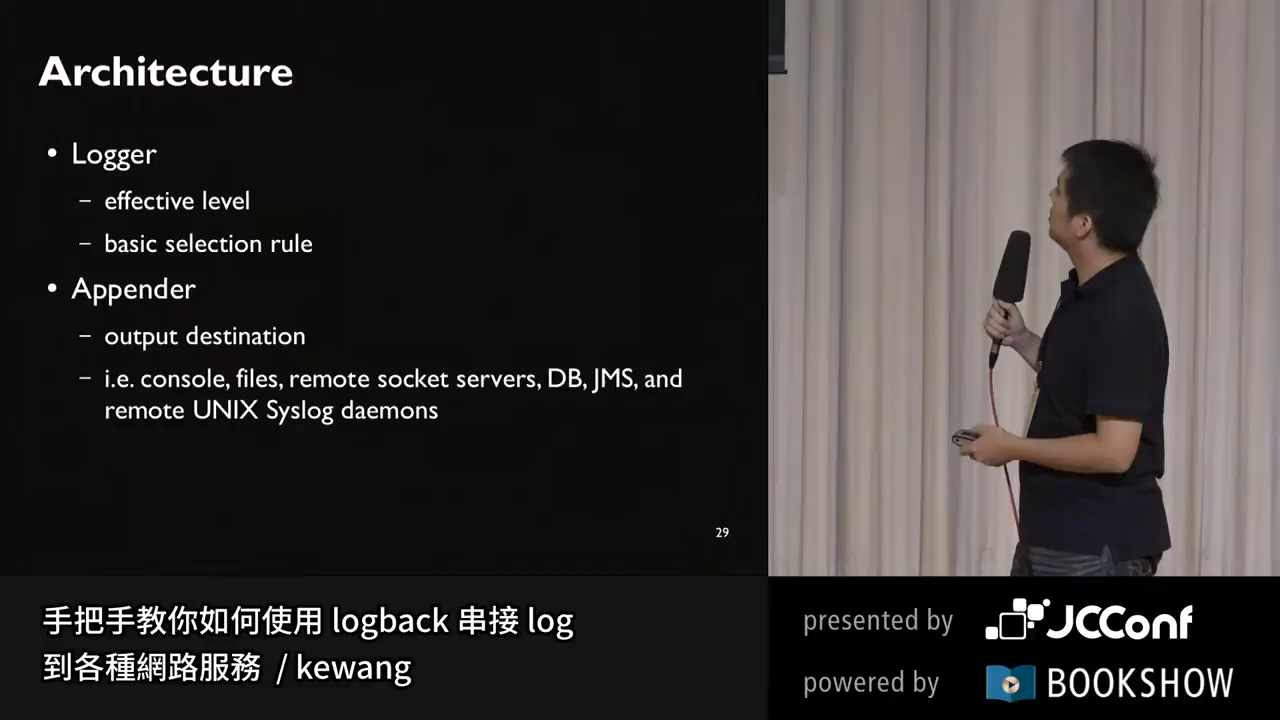 Architecture
• Logger
– effective level
– basic selection rule
• Appender
– output destination
– i.e. console, files, remote socket servers, DB, JMS, and
remote UNIX Syslog daemons
29
手把手教你如何使用 logback 串接 log
到各種網路服務 / kewang
presented by JCConf
powered by BOOKSHOW